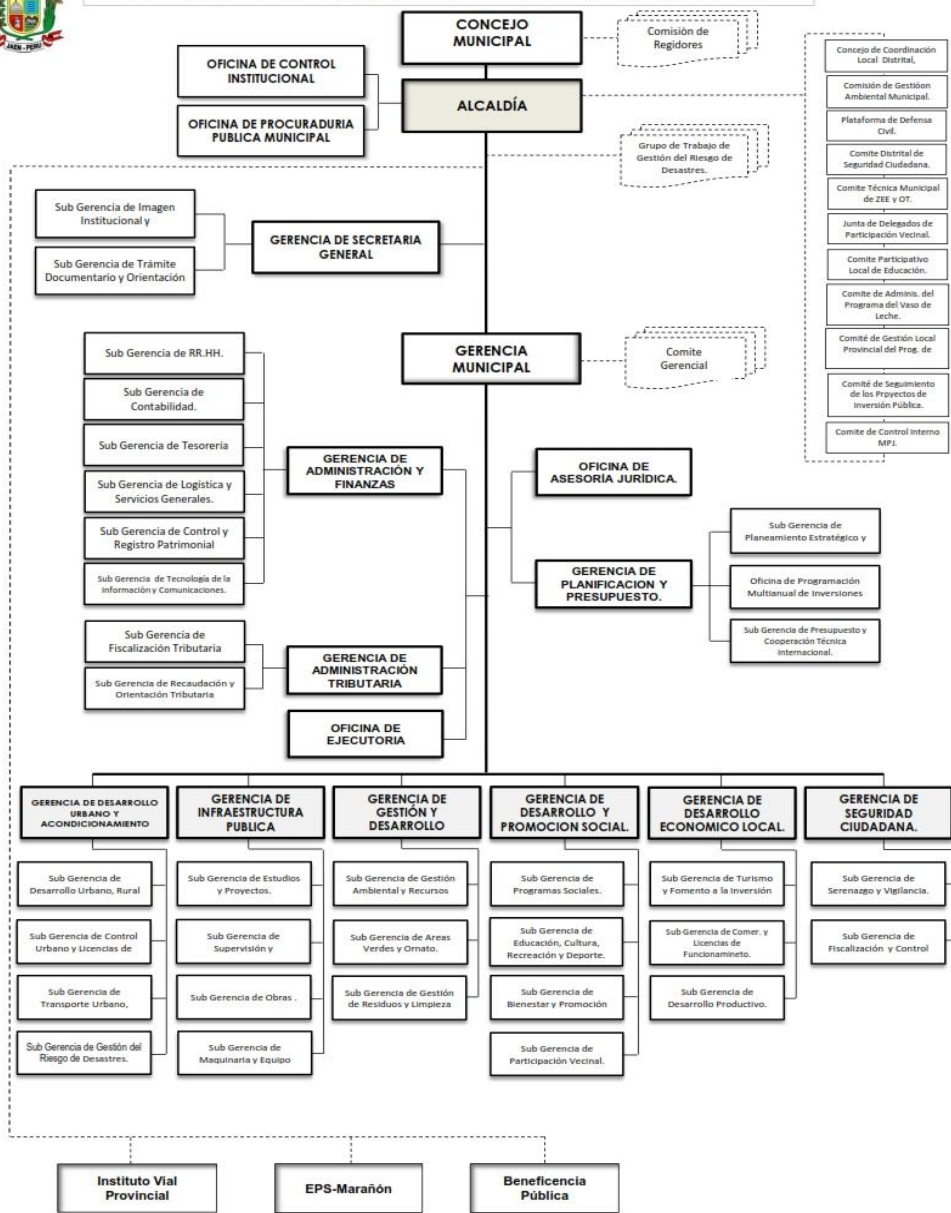 JAEN - PERU
CONCEJO
MUNICIPAL
Comisiòn de
Regidores
OFICINA DE CONTROL
INSTITUCIONAL
ALCALDÍA
OFICINA DE PROCURADURIA
PUBLICA MUNICIPAL
Grupo de Trabajo de
Gestión del Riesgo de
Desastres.
Concejo de Coordinación
Local Distrital,
Comisión de Gestióon
Ambiental Municipal.
Plataforma de Defensa
Civil.
Comite Distrital de
Seguridad Ciudadana.
Comite Técnica Municipal
de ZEE y OT.
Junta de Delegados de
Participación Vecinal.
Comite Participativo
Local de Educación.
Comite de Adminis. del
Programa del Vaso de
Leche.
Comité de Gestión Local
Provincial del Prog. de
Comité de Seguimiento
de los Prpyectos de
Inversión Pública.
Comite de Control Interno
MPJ.
Sub Gerencia de Imagen
Institucional y
Sub Gerencia de Trámite
Documentario y Orientación
GERENCIA DE SECRETARIA
GENERAL
GERENCIA
MUNICIPAL
Comite
Gerencial
Sub Gerencia de RR.HH.
Sub Gerencia de
Contabilidad.
Sub Gerencia de Tesorería
Sub Gerencia de Logística y
Servicios Generales.
Sub Gerencia de Control y
Registro Patrimonial
Sub Gerencia de Tecnología de la
Información y Comunicaciones.
GERENCIA DE
ADMINISTRACIÓN Y
FINANZAS
OFICINA DE
ASESORÍA JURÍDICA.
GERENCIA DE
PLANIFICACION Y
PRESUPUESTO.
Sub Gerencia de
Planeamiento Estratégico y
Oficina de Programación
Multianual de Inversiones
Sub Gerencia de Presupuesto y
Cooperación Técnica
Internacional.
Sub Gerencia de
Fiscalización Tributaria
Sub Gerencia de Recaudación y
Orientación Tributaria
GERENCIA DE
ADMINISTRACIÒN
TRIBUTARIA
OFICINA DE
EJECUTORIA
GERENCIA DE DESARROLLO
URBANO Y
ACONDICIONAMIENTO
Sub Gerencia de
Desarrollo Urbano, Rural
Sub Gerencia de Control
Urbano y Licencias de
Sub Gerencia de
Transporte Urbano,
Sub Gerencia de Gestión del
Riesgo de Desastres.
GERENCIA DE
INFRAESTRUCTURA
PUBLICA
Sub Gerencia de Estudios
y Proyectos.
Sub Gerencia de
Supervisión y
Sub Gerencia de Obras .
Sub Gerencia de
Maquinaria y Equipo
GERENCIA DE
GESTIÓN Y
DESARROLLO
Sub Gerencia de Gestión
Ambiental y Recursos
Sub Gerencia de Areas
Verdes y Ornato.
Sub Gerencia de Gestión
de Residuos y Limpieza
GERENCIA DE
DESARROLLO Y
PROMOCION SOCIAL.
Sub Gerencia de
Programas Sociales.
Sub Gerencia de
Educación, Cultura,
Recreación y Deporte.
Sub Gerencia de
Bienestar y Promoción
Sub Gerencia de
Participación Vecinal.
GERENCIA DE
DESARROLLO
ECONOMICO LOCAL.
Sub Gerencia de Turismo
y Fomento a la Inversión
Sub Gerencia de Comer. y
Licencias de
Funcionamineto.
Sub Gerencia de
Desarrollo Productivo.
GERENCIA DE
SEGURIDAD
CIUDADANA.
Sub Gerencia de
Serenazgo y Vigilancia.
Sub Gerencia de
Fiscalización y Control
Instituto Vial
Provincial
EPS-Marañón
Beneficencia
Pública